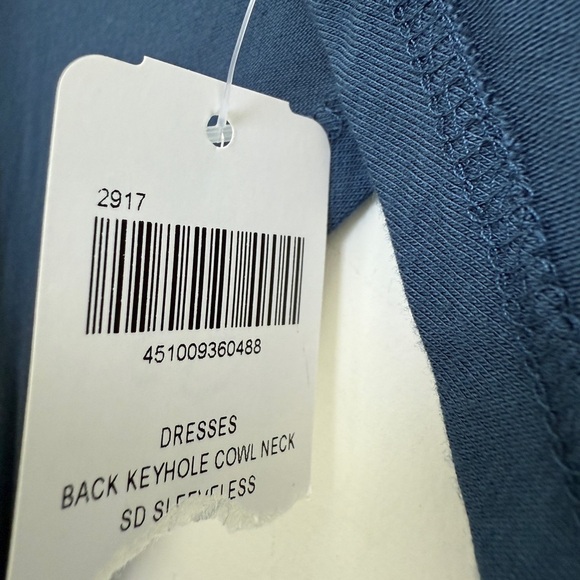 2917
451009360488
DRESSES
BACK KEYHOLE COWL NECK
SD SLEEVELESS